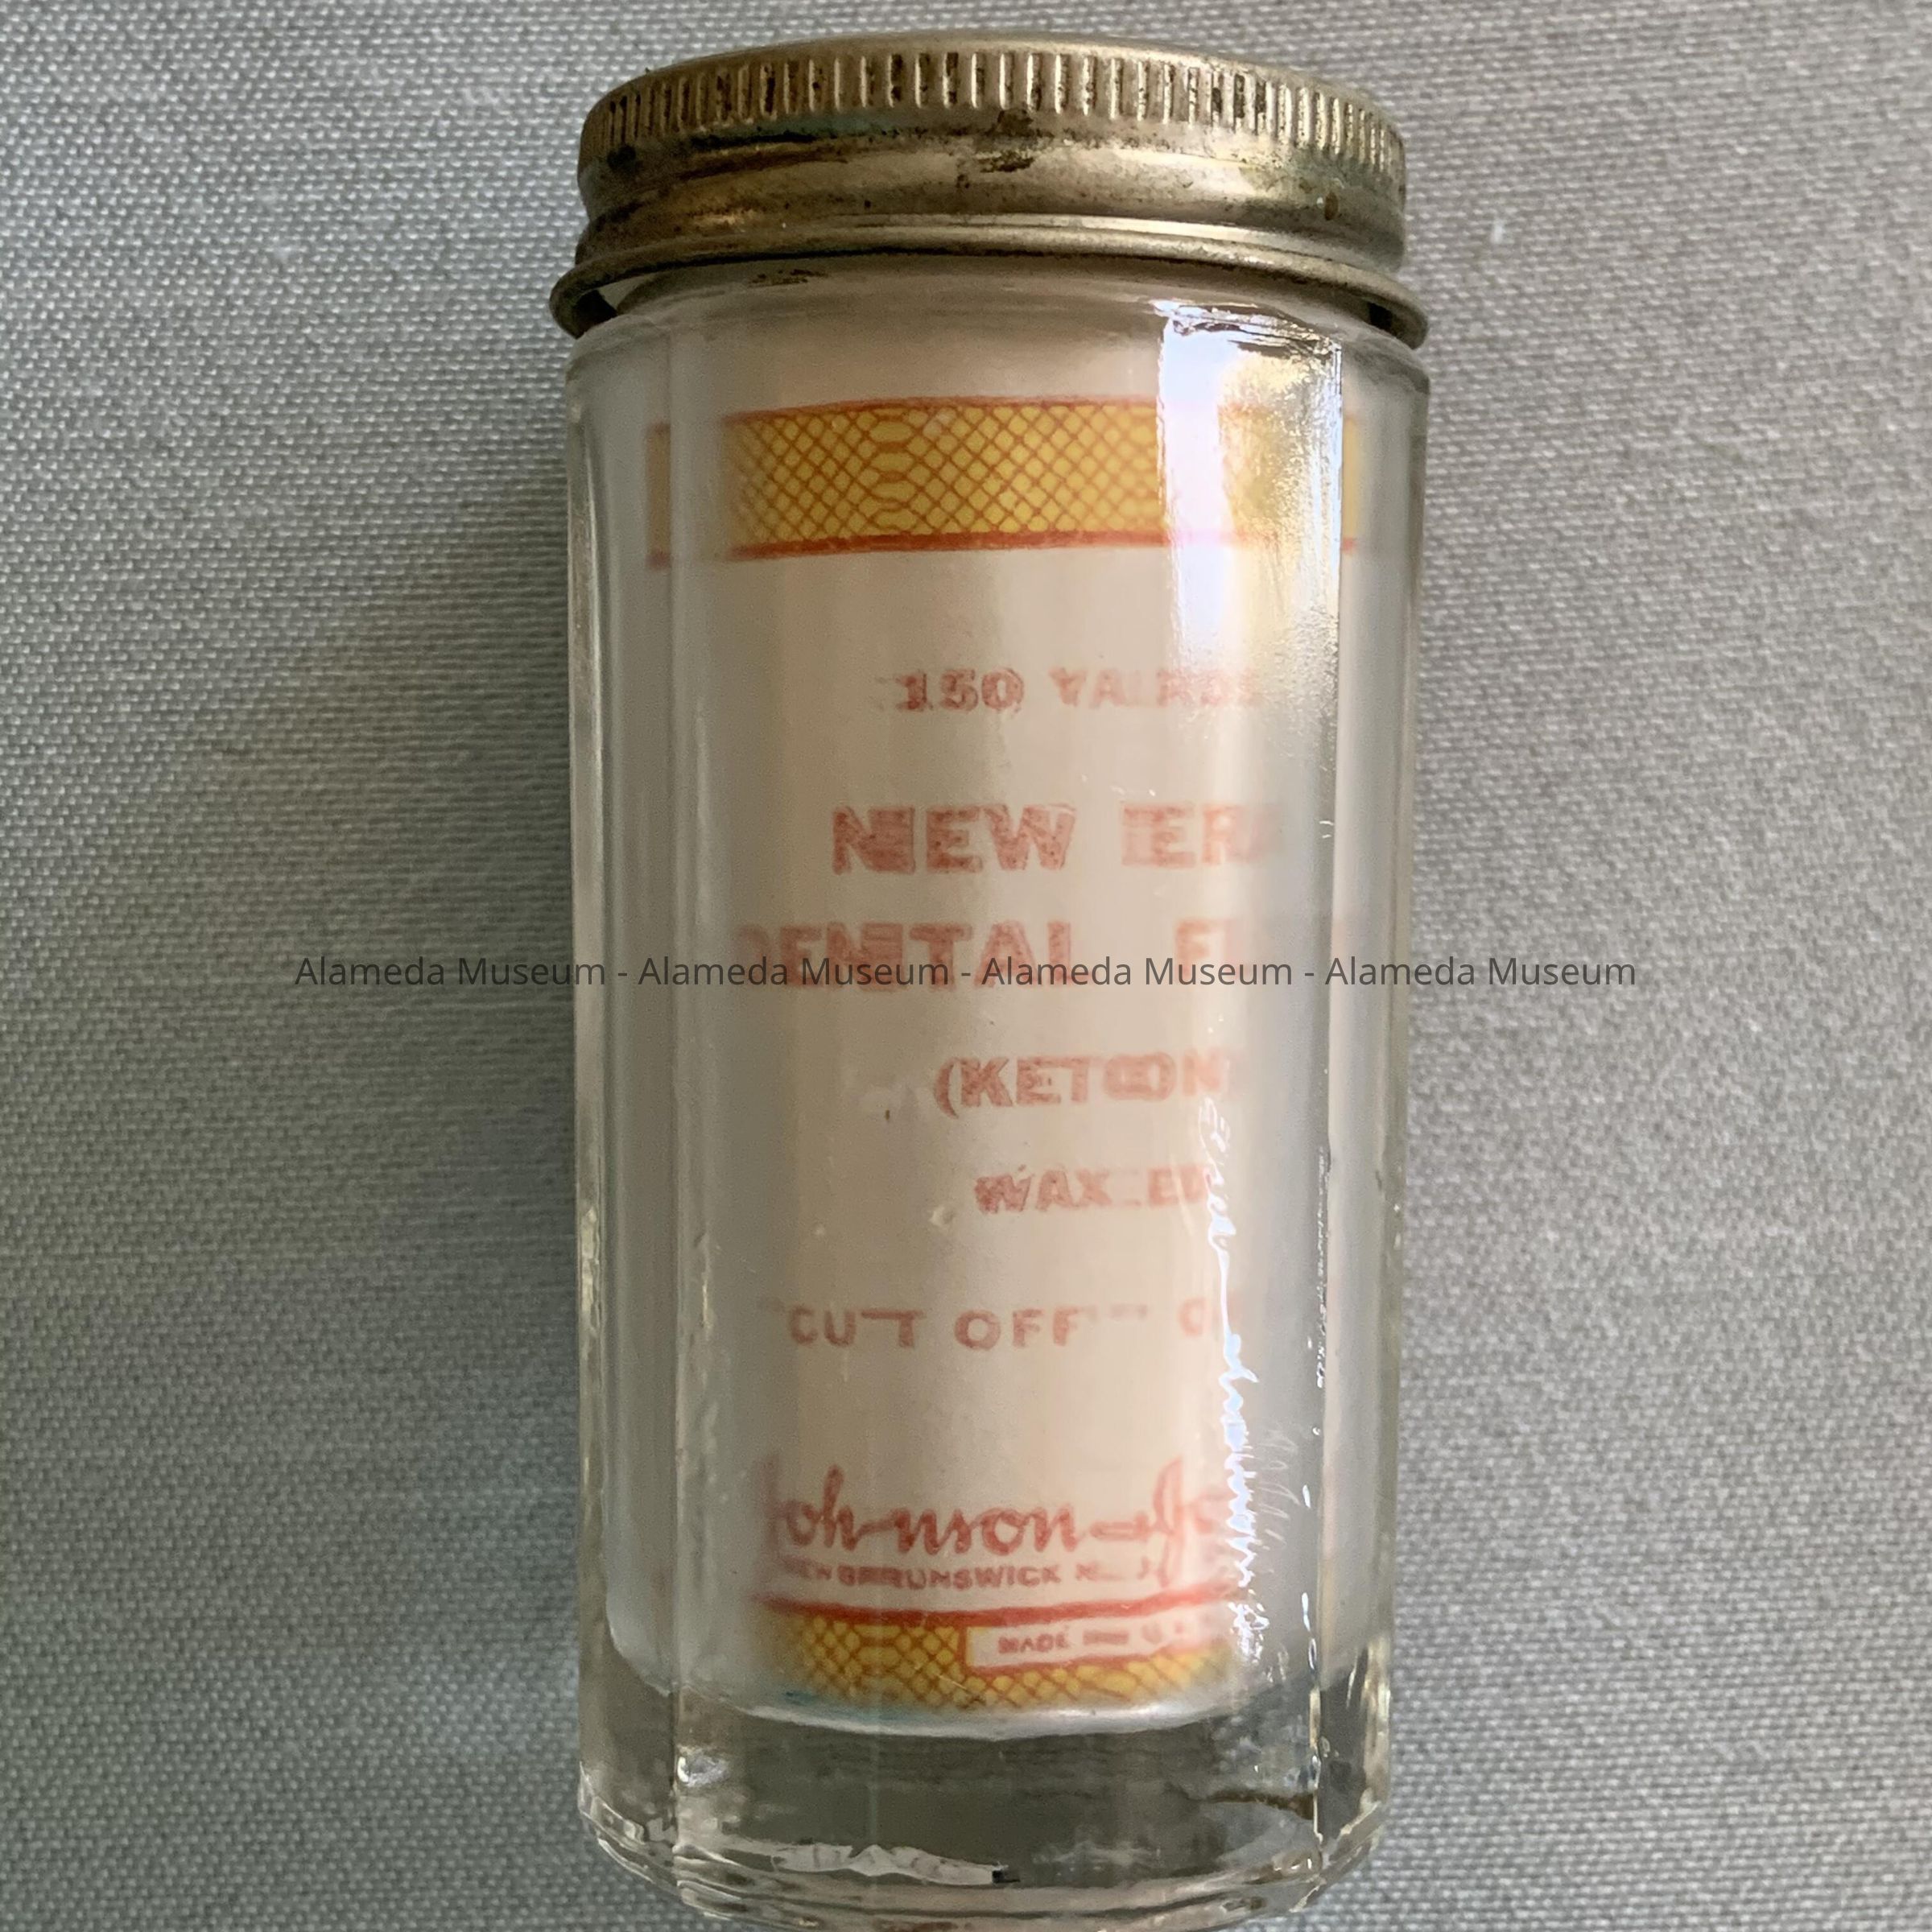 150 YARDS
NEW ERA
DENTAL
Alameda Museum - Alameda Museum - Alameda Museum - Alameda Museum
(KETON)
WAXED
"CUT OFF"
Johnson
NEW BRUNSWICK N. J.
MADE IN U.